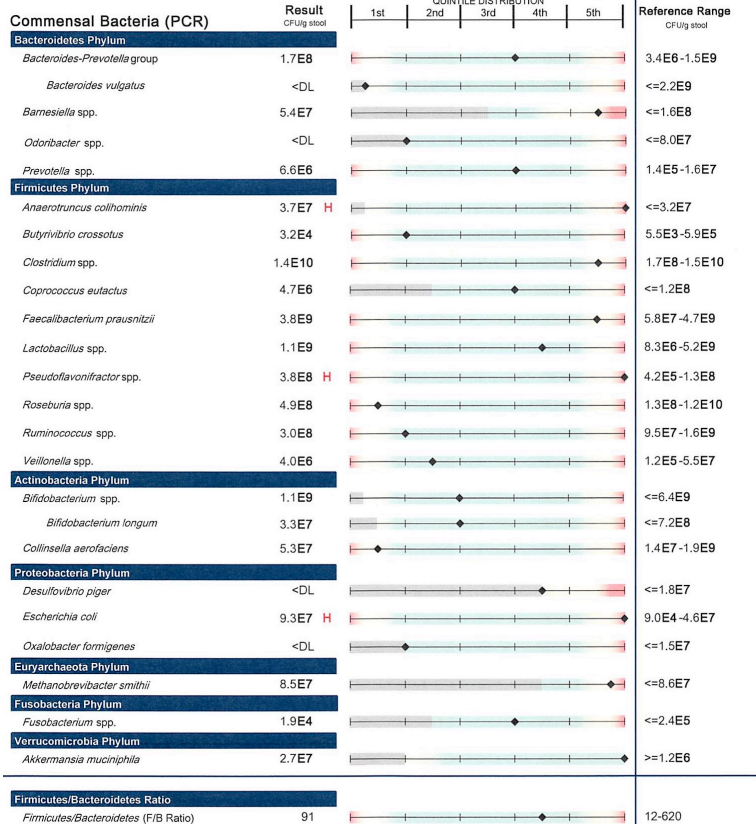 QUINTILE DISTRIBUTION
Commensal Bacteria (PCR) Result CFU/g stool 1st 2nd 3rd 4th 5th Reference Range CFU/g stool
Bacteroidetes Phylum
Bacteroides-Prevotella group 1.7E8 3.4E6-1.5E9
Bacteroides vulgatus <DL <=2.2E9
Barnesiella spp. 5.4E7 <=1.6E8
Odoribacter spp. <DL <=8.0E7
Prevotella spp. 6.6E6 1.4E5-1.6E7
Firmicutes Phylum
Anaerotruncus colihominis 3.7E7 H <=3.2E7
Butyrivibrio crossotus 3.2E4 5.5E3-5.9E5
Clostridium spp. 1.4E10 1.7E8-1.5E10
Coprococcus eutactus 4.7E6 <=1.2E8
Faecalibacterium prausnitzii 3.8E9 5.8E7-4.7E9
Lactobacillus spp. 1.1E9 8.3E6-5.2E9
Pseudoflavonifractor spp. 3.8E8 H 4.2E5-1.3E8
Roseburia spp. 4.9E8 1.3E8-1.2E10
Ruminococcus spp. 3.0E8 9.5E7-1.6E9
Veillonella spp. 4.0E6 1.2E5-5.5E7
Actinobacteria Phylum
Bifidobacterium spp. 1.1E9 <=6.4E9
Bifidobacterium longum 3.3E7 <=7.2E8
Collinsella aerofaciens 5.3E7 1.4E7-1.9E9
Proteobacteria Phylum
Desulfovibrio piger <DL <=1.8E7
Escherichia coli 9.3E7 H 9.0E4-4.6E7
Oxalobacter formigenes <DL <=1.5E7
Euryarchaeota Phylum
Methanobrevibacter smithii 8.5E7 <=8.6E7
Fusobacteria Phylum
Fusobacterium spp. 1.9E4 <=2.4E5
Verrucomicrobia Phylum
Akkermansia muciniphila 2.7E7 >=1.2E6
Firmicutes/Bacteroidetes Ratio
Firmicutes/Bacteroidetes (F/B Ratio) 91 12-620